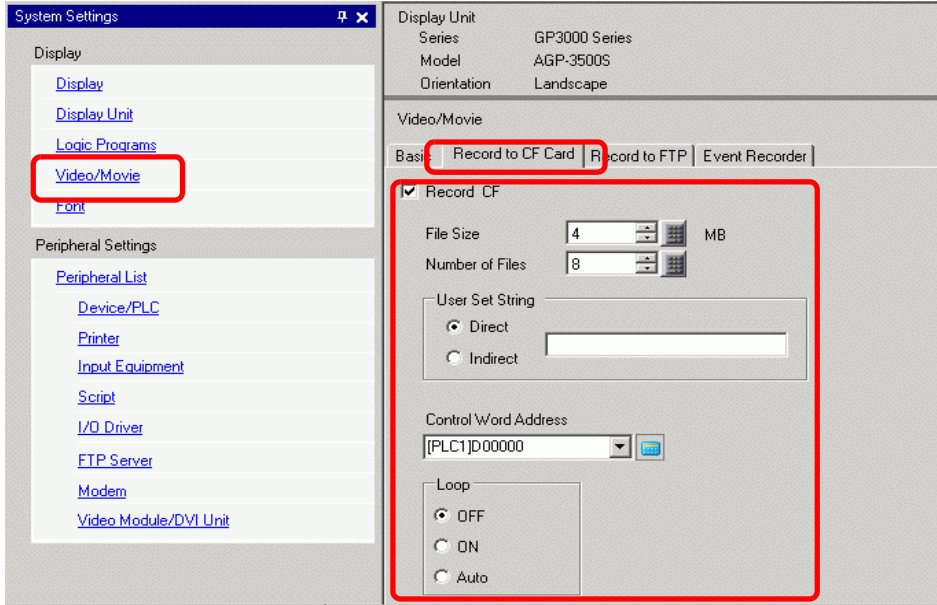 System Settings
Display
Display
Display Unit
Logic Programs
Video/Movie
Font
Peripheral Settings
Peripheral List
Device/PLC
Printer
Input Equipment
Script
I/O Driver
FTP Server
Modem
Video Module/DVI Unit
Display Unit
Series GP3000 Series
Model AGP-3500S
Orientation Landscape
Video/Movie
Basic Record to CF Card Record to FTP Event Recorder
Record CF
File Size 4 MB
Number of Files 8
User Set String
Direct
Indirect
Control Word Address
[PLC1]D00000
Loop
OFF
ON
Auto